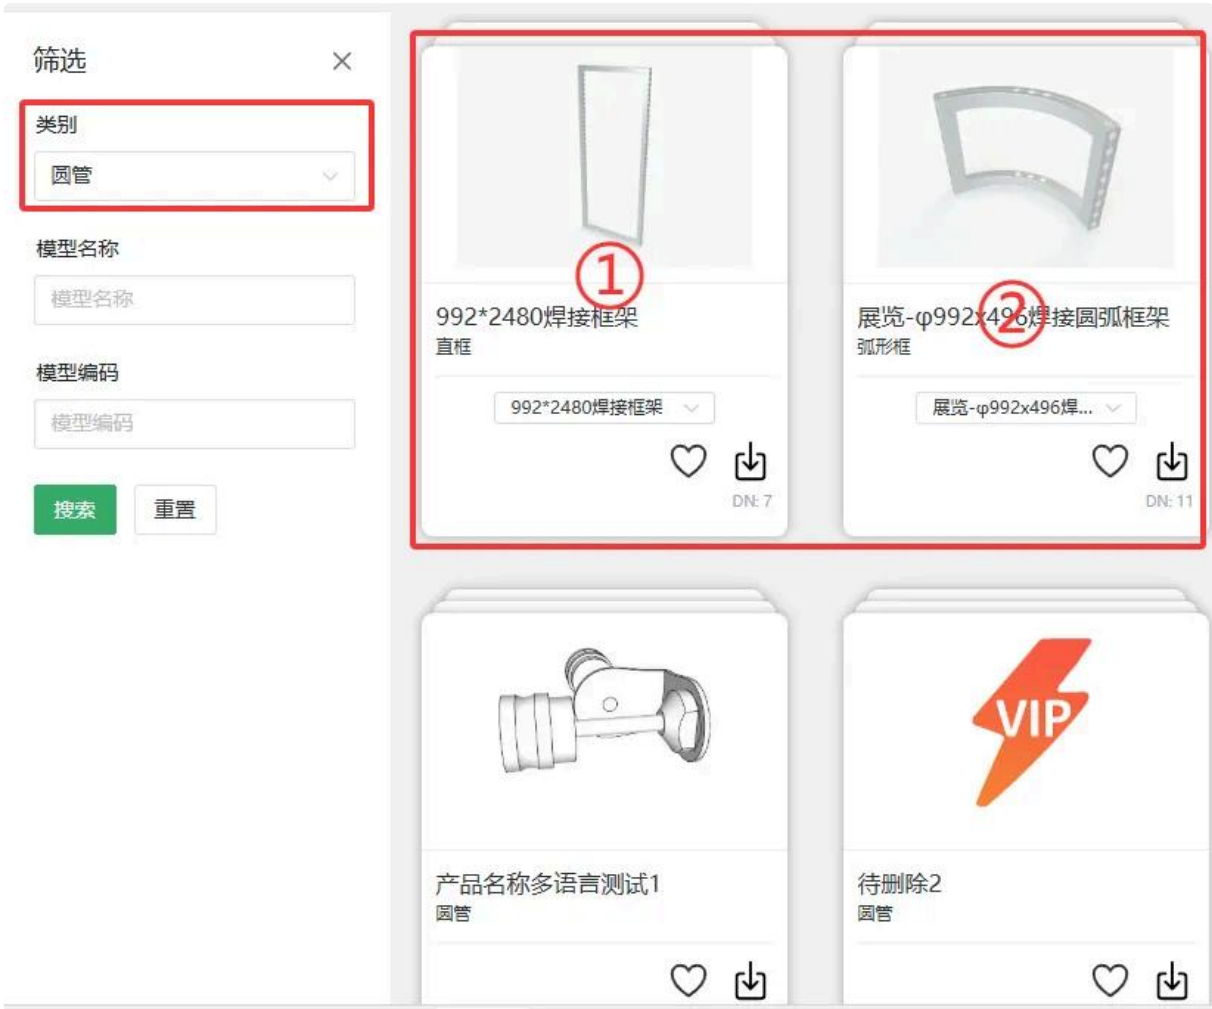 筛选
类别
圆管
模型名称
模型名称
模型编码
模型编码
搜索
重置
①
992*2480焊接框架
直框
992*2480焊接框架
DN: 7
②
展览-φ992x496焊接圆弧框架
弧形框
展览-φ992x496焊...
DN: 11
产品名称多语言测试1
圆管
VIP
待删除2
圆管